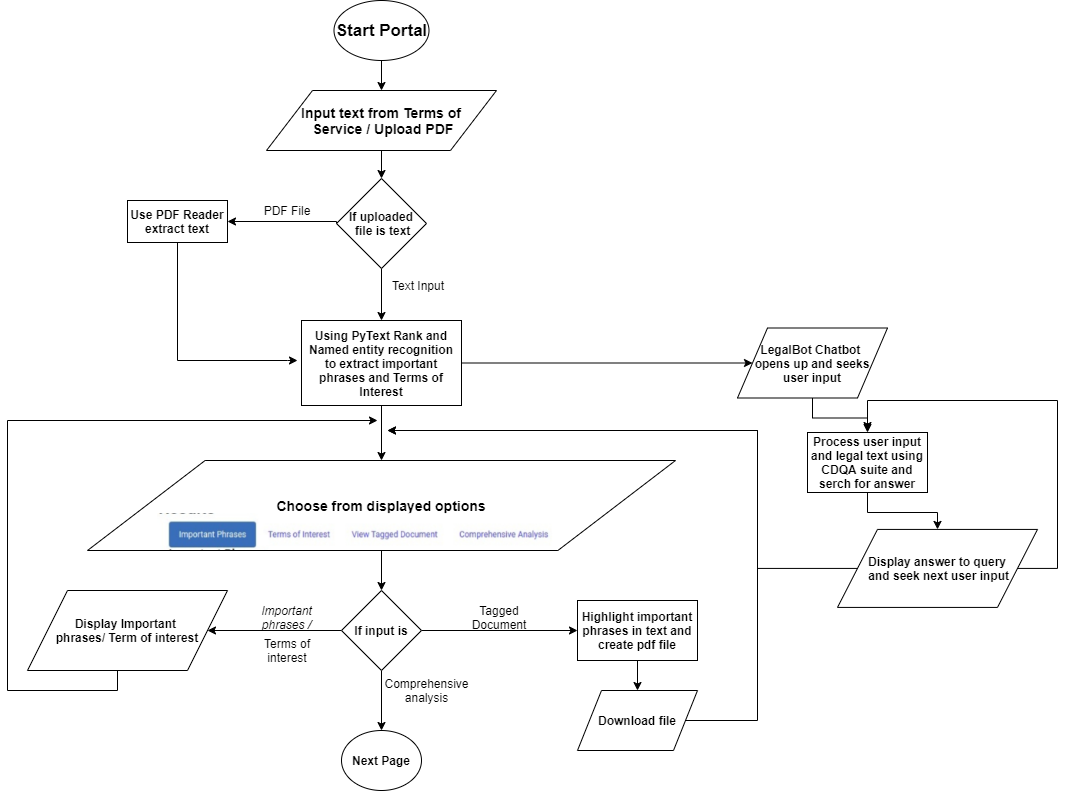 Start Portal
Input text from Terms of
Service / Upload PDF
If uploaded
file is text
PDF File
Use PDF Reader
extract text
Text Input
Using PyText Rank and
Named entity recognition
to extract important
phrases and Terms of
Interest
LegalBot Chatbot
opens up and seeks
user input
Process user input
and legal text using
CDQA suite and
serch for answer
Display answer to query
and seek next user input
Choose from displayed options
Important Phrases
Terms of Interest
View Tagged Document
Comprehensive Analysis
If input is
Important
phrases /
Terms of
interest
Display Important
phrases/ Term of interest
Tagged
Document
Highlight important
phrases in text and
create pdf file
Download file
Comprehensive
analysis
Next Page